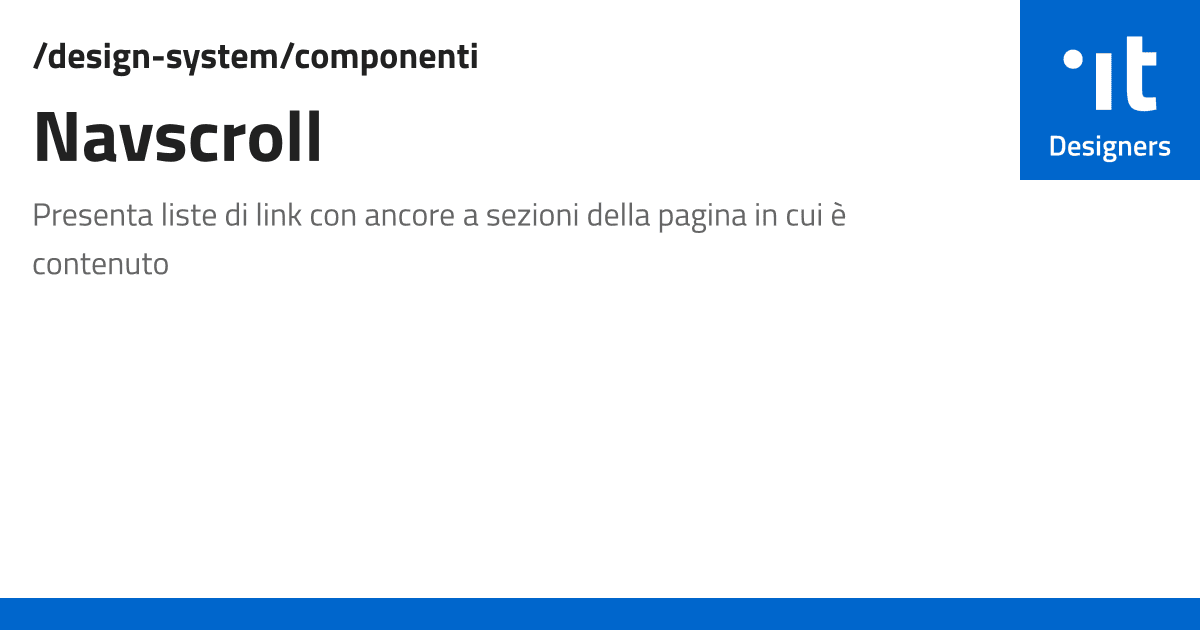 /design-system/componenti
Navscroll
Presenta liste di link con ancore a sezioni della pagina in cui è
contenuto
it
Designers